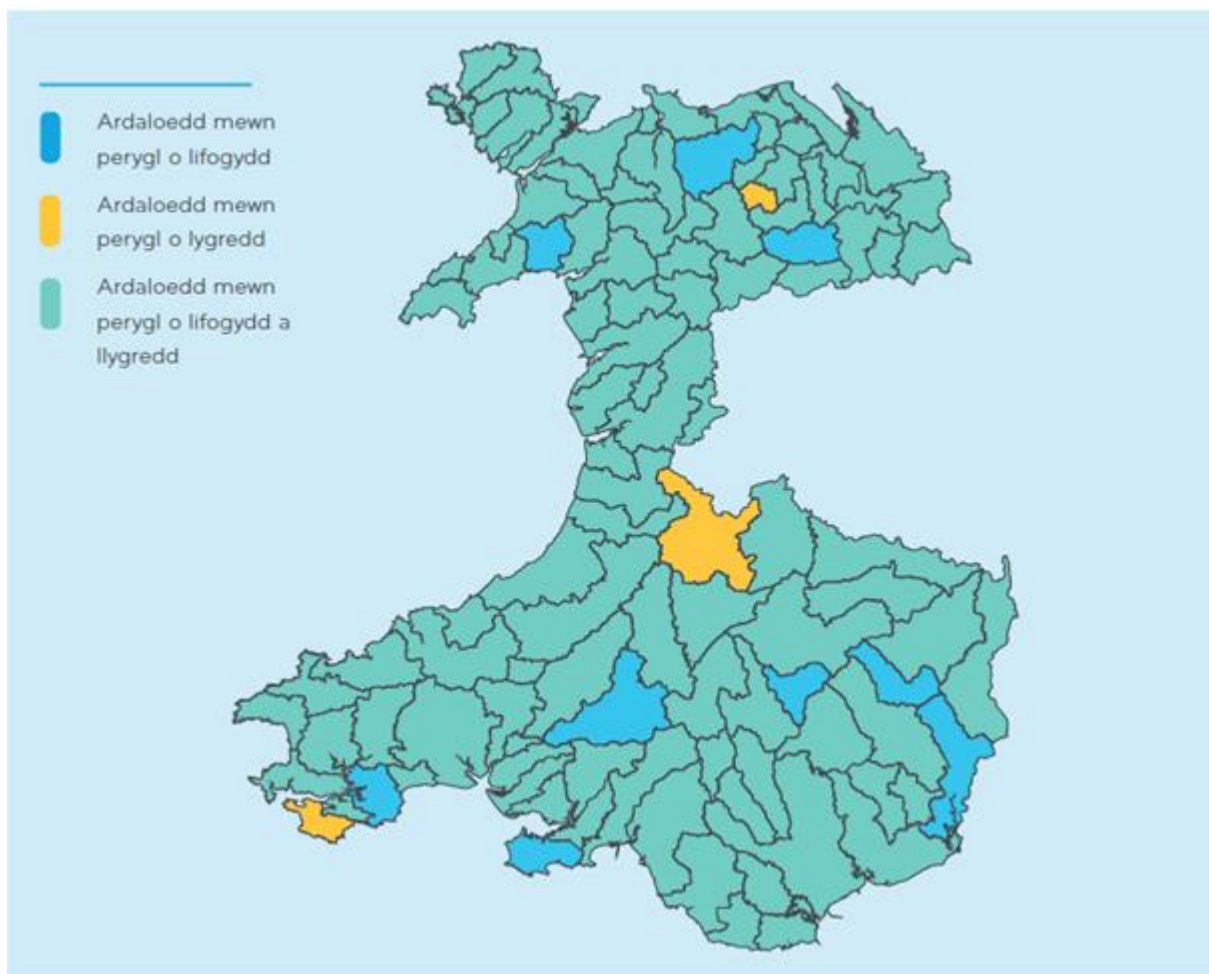 Ardaloedd mewn
perygl o lifogydd
Ardaloedd mewn
perygl o lygredd
Ardaloedd mewn
perygl o lifogydd a
llygredd